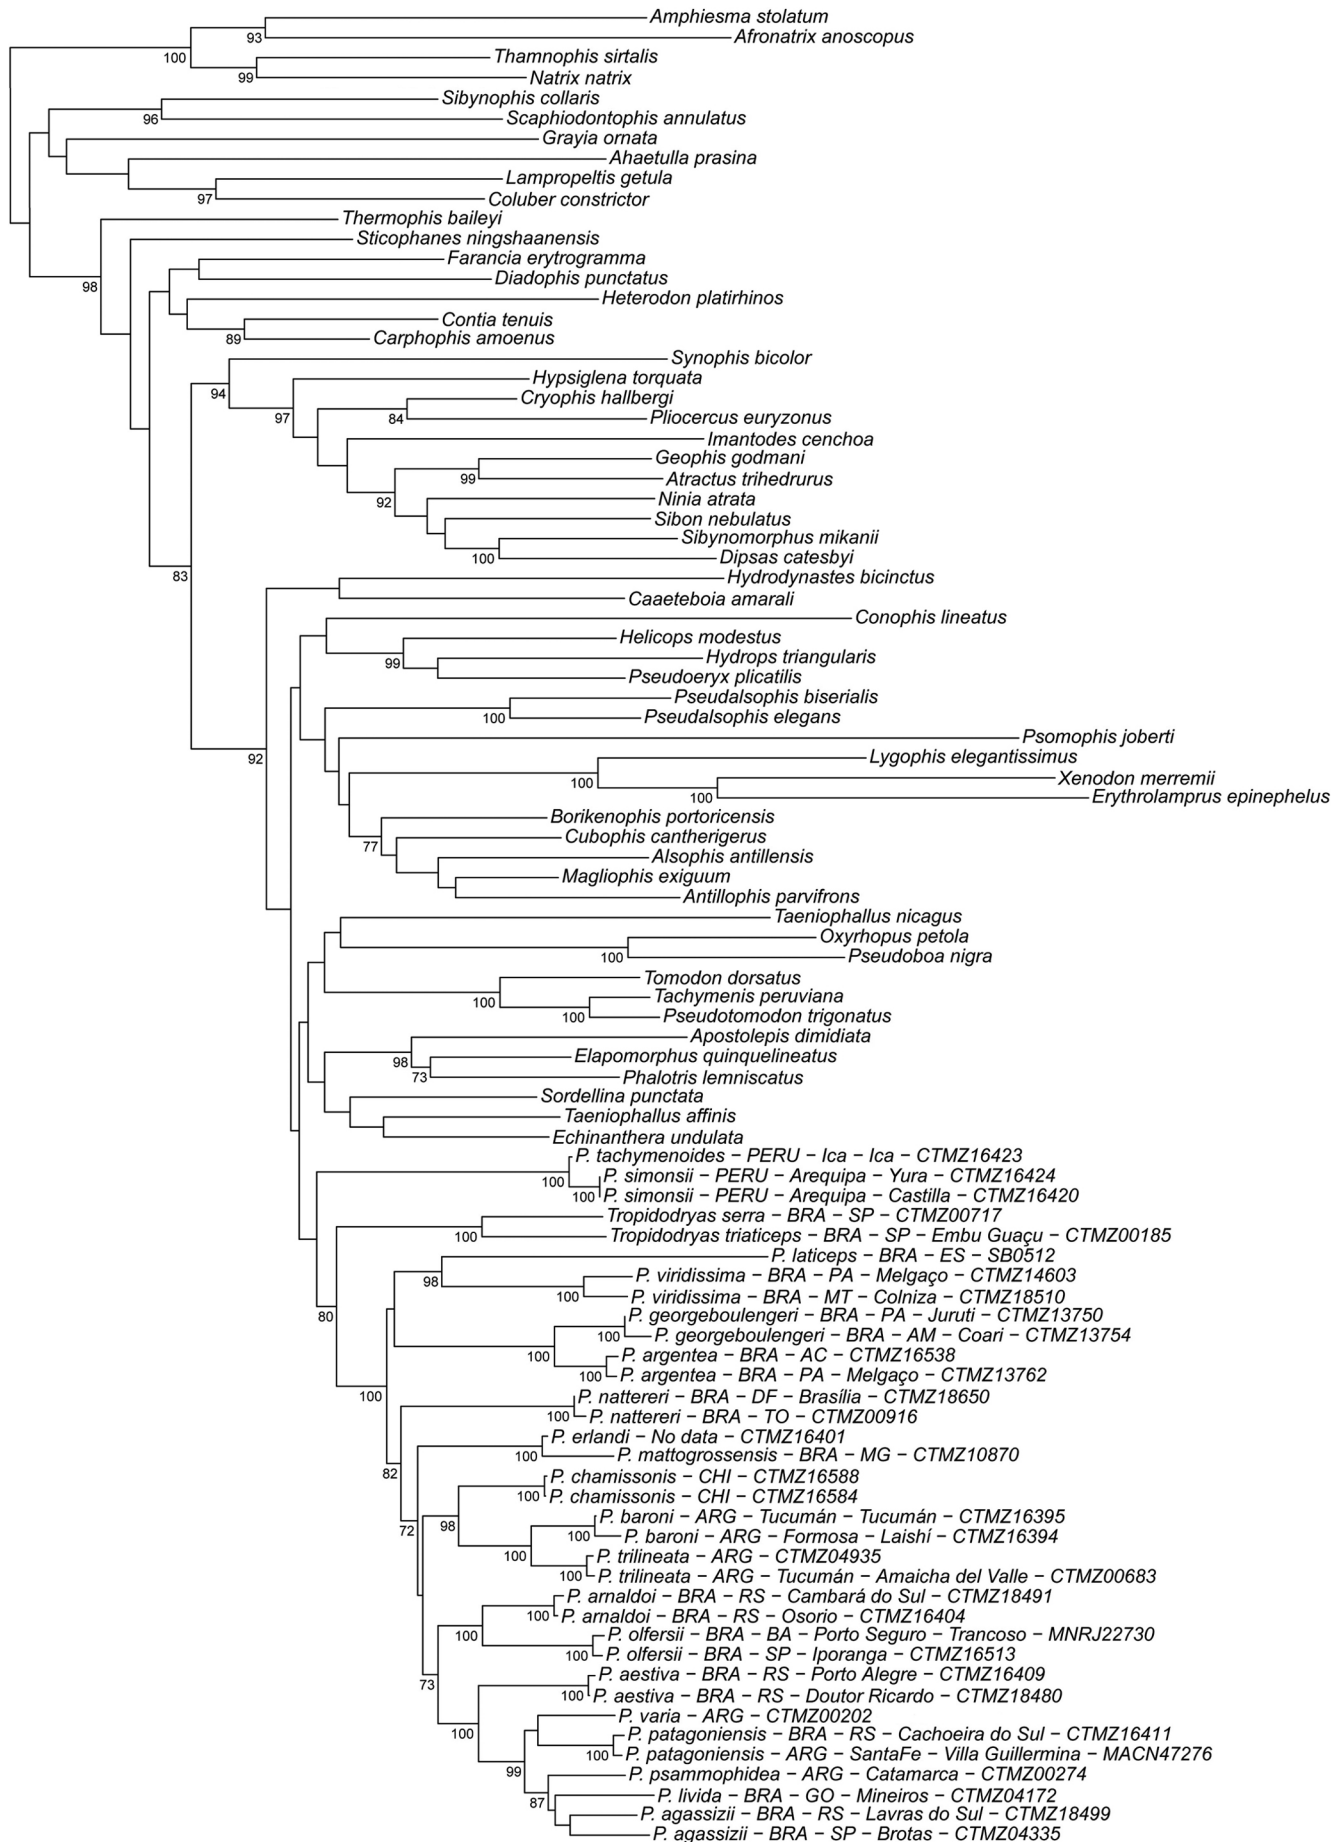 Amphiesma stolatum
93
Afronatrix anoscopus
100
Thamnophis sirtalis
99
Natrix natrix
Sibynophis collaris
96
Scaphiodontophis annulatus
Grayia ornata
Ahaetulla prasina
Lampropeltis getula
97
Coluber constrictor
Thermophis baileyi
Sticophanes ningshaanensis
Farancia erytrogramma
Diadophis punctatus
98
Heterodon platirhinos
Contia tenuis
89
Carphophis amoenus
Synophis bicolor
Hypsiglena torquata
94
Cryophis hallbergi
97
84
Pliocercus euryzonus
Imantodes cenchoa
Geophis godmani
99
Atractus trihedrurus
92
Ninia atrata
Sibon nebulatus
Sibynomorphus mikanii
100
Dipsas catesbyi
83
Hydrodynastes bicinctus
Caaeteboia amarali
Conophis lineatus
Helicops modestus
99
Hydrops triangularis
Pseudoeryx plicatilis
Pseudalsophis biserialis
100
Pseudalsophis elegans
Psomophis joberti
92
Lygophis elegantissimus
100
Xenodon merremii
100
Erythrolamprus epinephelus
Borikenophis portoricensis
Cubophis cantherigerus
77
Alsophis antillensis
Magliophis exiguum
Antillophis parvifrons
Taeniophallus nicagus
Oxyrhopus petola
100
Pseudoboa nigra
Tomodon dorsatus
100
Tachymenis peruviana
100
Pseudotomodon trigonatus
Apostolepis dimidiata
98
Elapomorphus quinquelineatus
73
Phalotris lemniscatus
Sordellina punctata
Taeniophallus affinis
Echinanthera undulata
P. tachymenoides − PERU − Ica − Ica − CTMZ16423
100
P. simonsii − PERU − Arequipa − Yura − CTMZ16424
100
P. simonsii − PERU − Arequipa − Castilla − CTMZ16420
Tropidodryas serra − BRA − SP − CTMZ00717
100
Tropidodryas triaticeps − BRA − SP − Embu Guaçu − CTMZ00185
P. laticeps − BRA − ES − SB0512
98
P. viridissima − BRA − PA − Melgaço − CTMZ14603
100
P. viridissima − BRA − MT − Colniza − CTMZ18510
80
P. georgeboulengeri − BRA − PA − Juruti − CTMZ13750
100
P. georgeboulengeri − BRA − AM − Coari − CTMZ13754
100
P. argentea − BRA − AC − CTMZ16538
100
P. argentea − BRA − PA − Melgaço − CTMZ13762
100
P. nattereri − BRA − DF − Brasília − CTMZ18650
100
P. nattereri − BRA − TO − CTMZ00916
P. erlandi − No data − CTMZ16401
100
P. mattogrossensis − BRA − MG − CTMZ10870
82
P. chamissonis − CHI − CTMZ16588
100
P. chamissonis − CHI − CTMZ16584
P. baroni − ARG − Tucumán − Tucumán − CTMZ16395
72
98
100
P. baroni − ARG − Formosa − Laishí − CTMZ16394
100
P. trilineata − ARG − CTMZ04935
100
P. trilineata − ARG − Tucumán − Amaicha del Valle − CTMZ00683
P. arnaldoi − BRA − RS − Cambará do Sul − CTMZ18491
100
P. arnaldoi − BRA − RS − Osorio − CTMZ16404
100
P. olfersii − BRA − BA − Porto Seguro − Trancoso − MNRJ22730
100
P. olfersii − BRA − SP − Iporanga − CTMZ16513
P. aestiva − BRA − RS − Porto Alegre − CTMZ16409
73
100
P. aestiva − BRA − RS − Doutor Ricardo − CTMZ18480
P. varia − ARG − CTMZ00202
100
P. patagoniensis − BRA − RS − Cachoeira do Sul − CTMZ16411
100
P. patagoniensis − ARG − SantaFe − Villa Guillermina − MACN47276
99
P. psammophidea − ARG − Catamarca − CTMZ00274
P. livida − BRA − GO − Mineiros − CTMZ04172
87
P. agassizii − BRA − RS − Lavras do Sul − CTMZ18499
P. agassizii − BRA − SP − Brotas − CTMZ04335